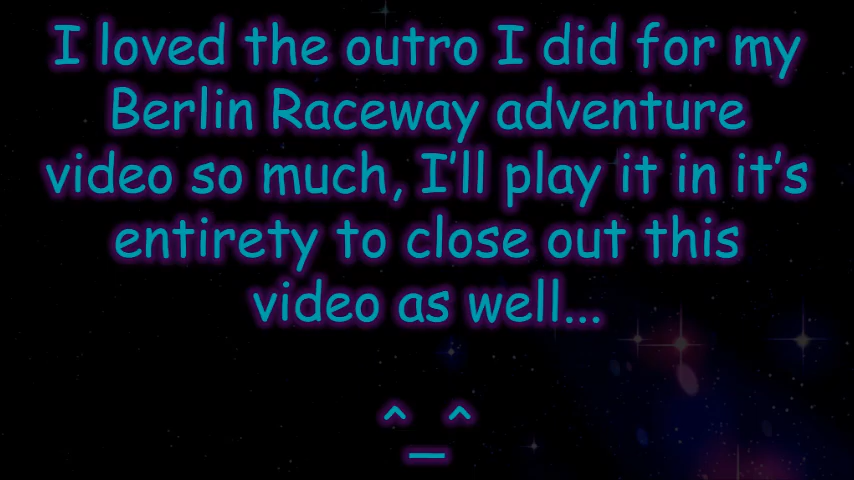 I loved the outro I did for my
Berlin Raceway adventure
video so much, I’ll play it in it’s
entirety to close out this
video as well...
^_^